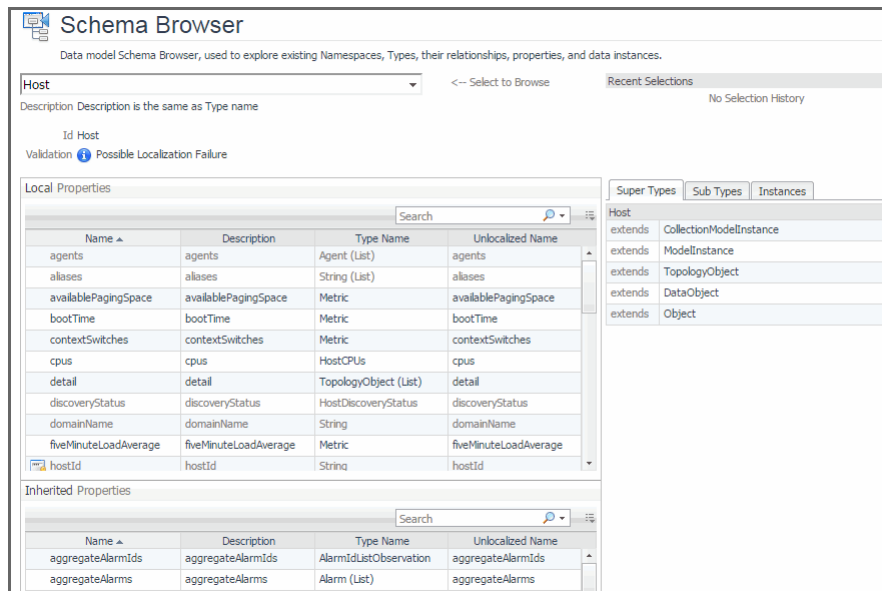 Schema Browser
Data model Schema Browser, used to explore existing Namespaces, Types, their relationships, properties, and data instances.
Host
<-- Select to Browse
Recent Selections
No Selection History
Description Description is the same as Type name
Id Host
Validation Possible Localization Failure
Local Properties
Search
Name Description Type Name Unlocalized Name
agents agents Agent (List) agents
aliases aliases String (List) aliases
availablePagingSpace availablePagingSpace Metric availablePagingSpace
bootTime bootTime Metric bootTime
contextSwitches contextSwitches Metric contextSwitches
cpus cpus HostCPUs cpus
detail detail TopologyObject (List) detail
discoveryStatus discoveryStatus HostDiscoveryStatus discoveryStatus
domainName domainName String domainName
fiveMinuteLoadAverage fiveMinuteLoadAverage Metric fiveMinuteLoadAverage
hostId hostId String hostId
Super Types Sub Types Instances
Host
extends CollectionModelInstance
extends ModelInstance
extends TopologyObject
extends DataObject
extends Object
Inherited Properties
Search
Name Description Type Name Unlocalized Name
aggregateAlarmIds aggregateAlarmIds AlarmIdListObservation aggregateAlarmIds
aggregateAlarms aggregateAlarms Alarm (List) aggregateAlarms